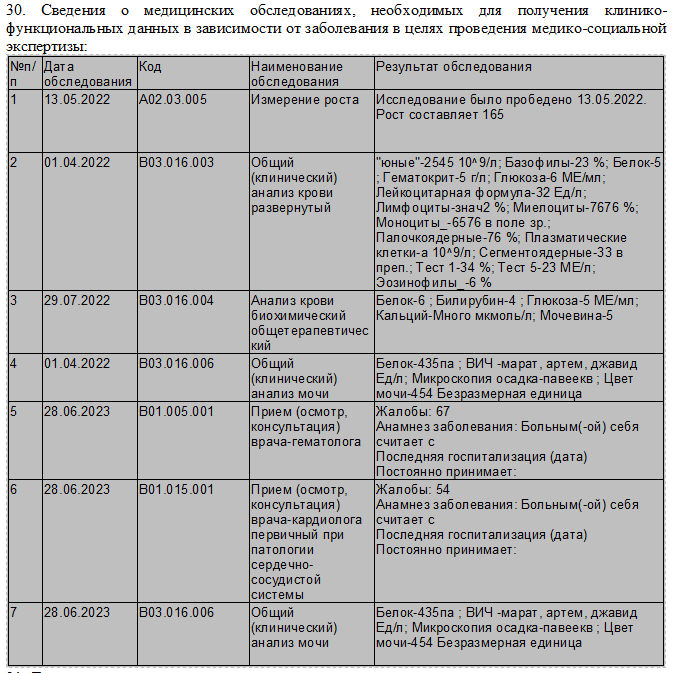 30. Сведения о медицинских обследованиях, необходимых для получения клинико-
функциональных данных в зависимости от заболевания в целях проведения медико-социальной
экспертизы:
№п/п Дата обследования Код Наименование обследования Результат обследования
1 13.05.2022 A02.03.005 Измерение роста Исследование было пробедено 13.05.2022.
Рост составляет 165
2 01.04.2022 B03.016.003 Общий (клинический) анализ крови развернутый "юные"-2545 10^9/л; Базофилы-23 %; Белок-5
; Гематокрит-5 г/л; Глюкоза-6 МЕ/мл;
Лейкоцитарная формула-32 Ед/л;
Лимфоциты-знач2 %; Миелоциты-7676 %;
Моноциты_-6576 в поле зр.;
Палочкоядерные-76 %; Плазматические
клетки-а 10^9/л; Сегментоядерные-33 в
преп.; Тест 1-34 %; Тест 5-23 МЕ/л;
Эозинофилы_-6 %
3 29.07.2022 B03.016.004 Анализ крови биохимический общетерапевтический Белок-6 ; Билирубин-4 ; Глюкоза-5 МЕ/мл;
Кальций-Много мкмоль/л; Мочевина-5
4 01.04.2022 B03.016.006 Общий (клинический) анализ мочи Белок-435па ; ВИЧ -марат, артем, джавид
Ед/л; Микроскопия осадка-павеекв ; Цвет
мочи-454 Безразмерная единица
5 28.06.2023 B01.005.001 Прием (осмотр, консультация) врача-гематолога Жалобы: 67
Анамнез заболевания: Больным(-ой) себя
считает с
Последняя госпитализация (дата)
Постоянно принимает:
6 28.06.2023 B01.015.001 Прием (осмотр, консультация) врача-кардиолога первичный при патологии сердечно-сосудистой системы Жалобы: 54
Анамнез заболевания: Больным(-ой) себя
считает с
Последняя госпитализация (дата)
Постоянно принимает:
7 28.06.2023 B03.016.006 Общий (клинический) анализ мочи Белок-435па ; ВИЧ -марат, артем, джавид
Ед/л; Микроскопия осадка-павеекв ; Цвет
мочи-454 Безразмерная единица